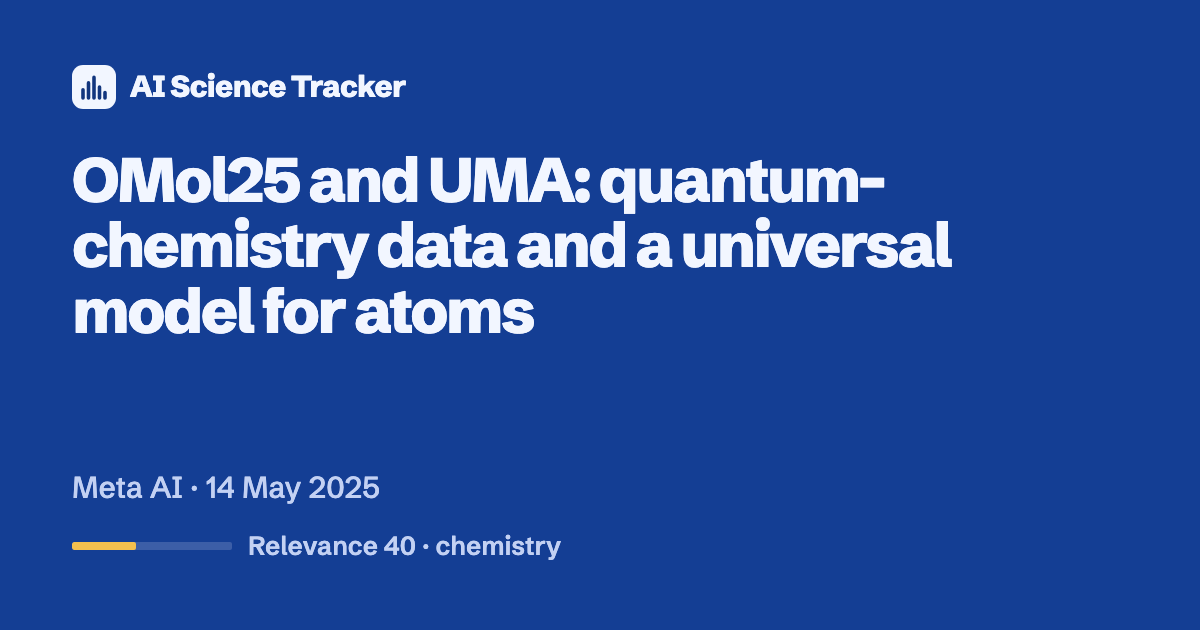 AI Science Tracker
OMol25 and UMA: quantum-
chemistry data and a universal
model for atoms
Meta AI · 14 May 2025
Relevance 40 · chemistry